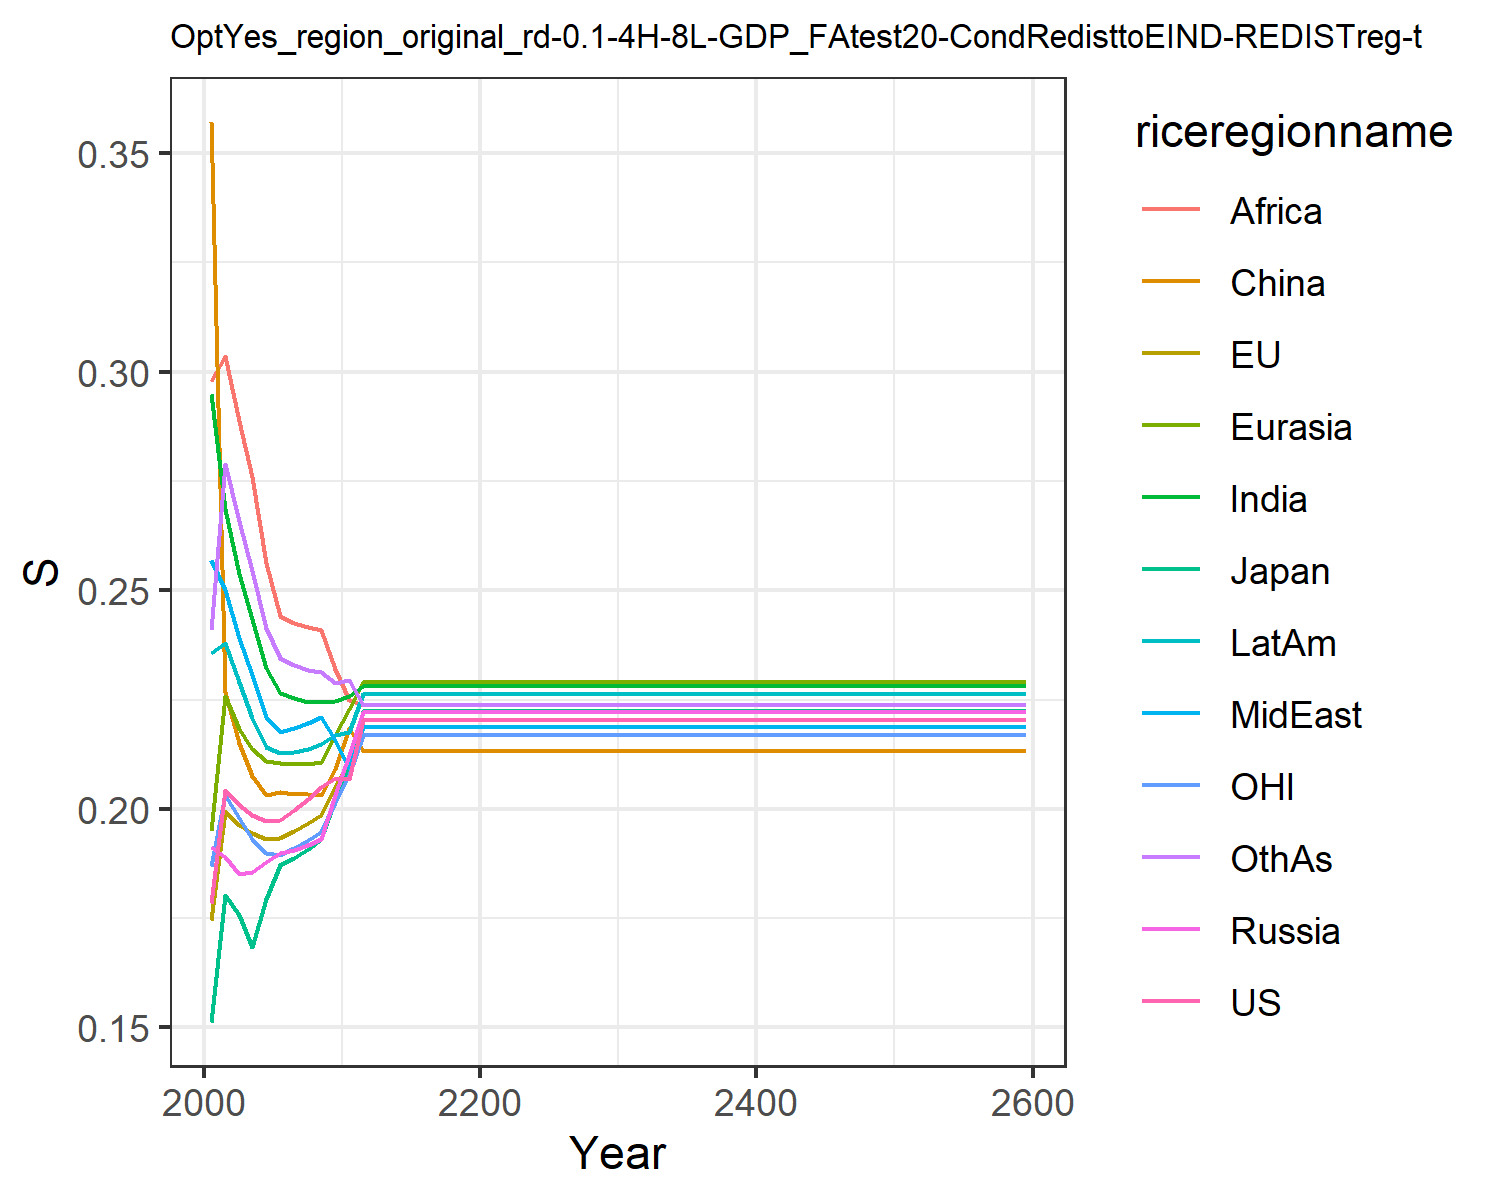 OptYes_region_original_rd-0.1-4H-8L-GDP_FAtest20-CondRedisttoEIND-REDISTreg-t
riceregionname
Africa
China
EU
Eurasia
India
Japan
LatAm
MidEast
OHI
OthAs
Russia
US
S
0.35
0.30
0.25
0.20
0.15
2000 2200 2400 2600
Year